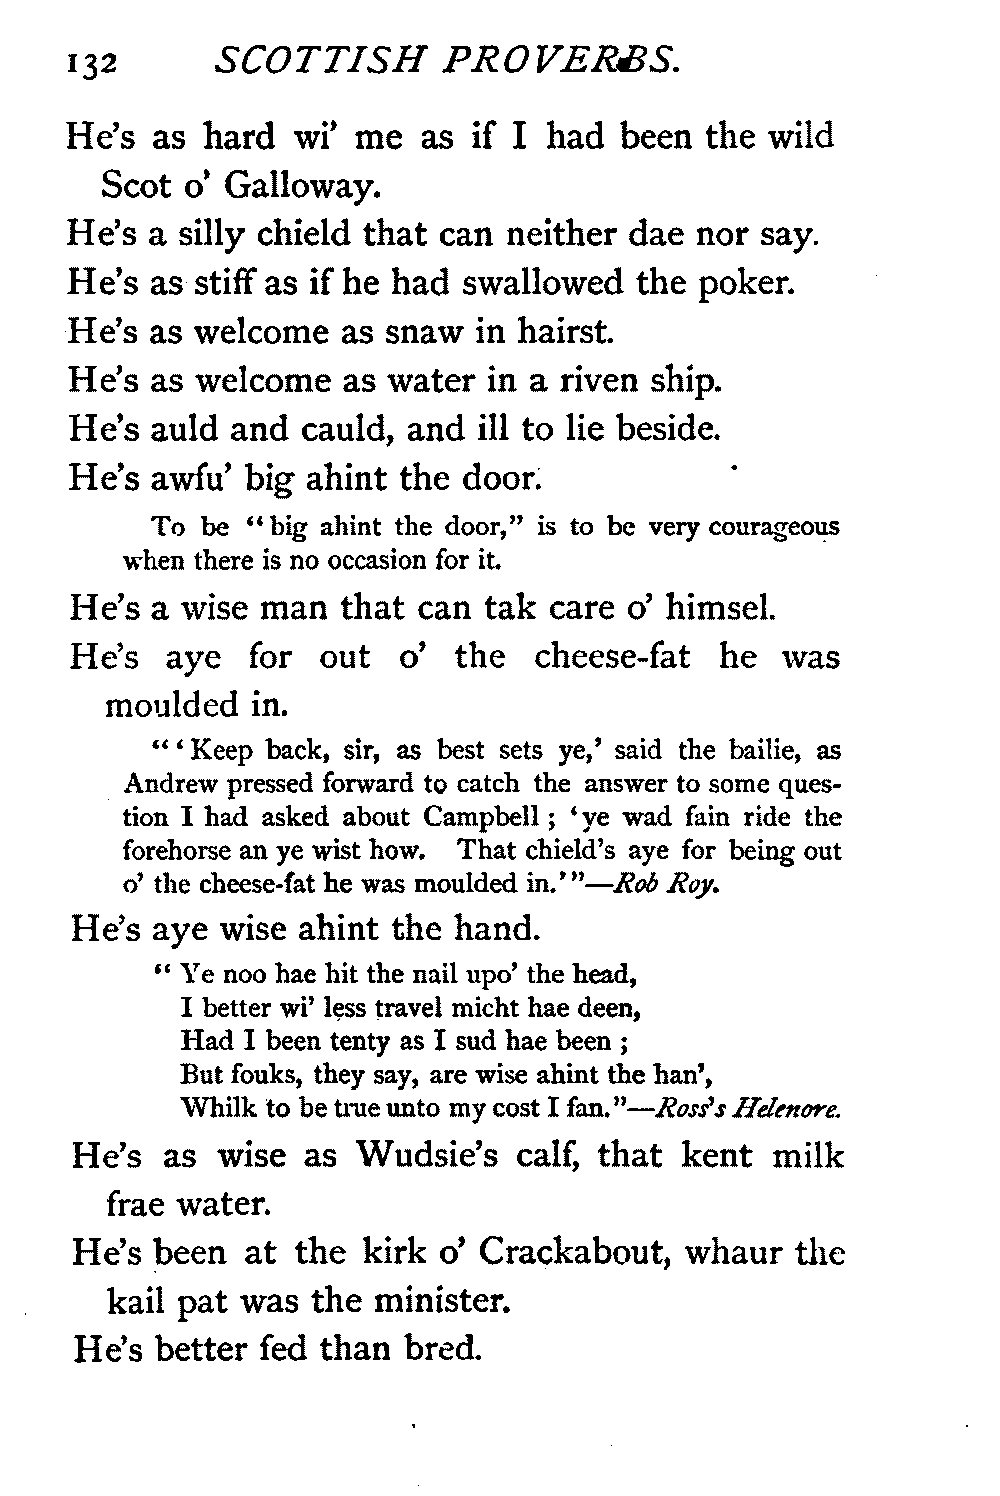 132 SCOTTISH PROVERBS.
He's as hard wi' me as if I had been the wild
Scot o' Galloway.
He's a silly chield that can neither dae nor say.
He's as stiff as if he had swallowed the poker.
He's as welcome as snaw in hairst.
He's as welcome as water in a riven ship.
He's auld and cauld, and ill to lie beside.
He's awfu' big ahint the door.
To be “big ahint the door,” is to be very courageous
when there is no occasion for it.
He's a wise man that can tak care o' himsel.
He's aye for out o' the cheese-fat he was
moulded in.
“‘Keep back, sir, as best sets ye,’ said the bailie, as
Andrew pressed forward to catch the answer to some ques-
tion I had asked about Campbell; ‘ye wad fain ride the
forehorse an ye wist how. That chield's aye for being out
o' the cheese-fat he was moulded in.’”—Rob Roy.
He's aye wise ahint the hand.
“Ye noo hae hit the nail upo' the head,
I better wi' less travel micht hae deen,
Had I been tenty as I sud hae been;
But fouks, they say, are wise ahint the han',
Whilk to be true unto my cost I fan.”—Ross's Helenore.
He's as wise as Wudsie's calf, that kent milk
frae water.
He's been at the kirk o' Crackabout, whaur the
kail pat was the minister.
He's better fed than bred.